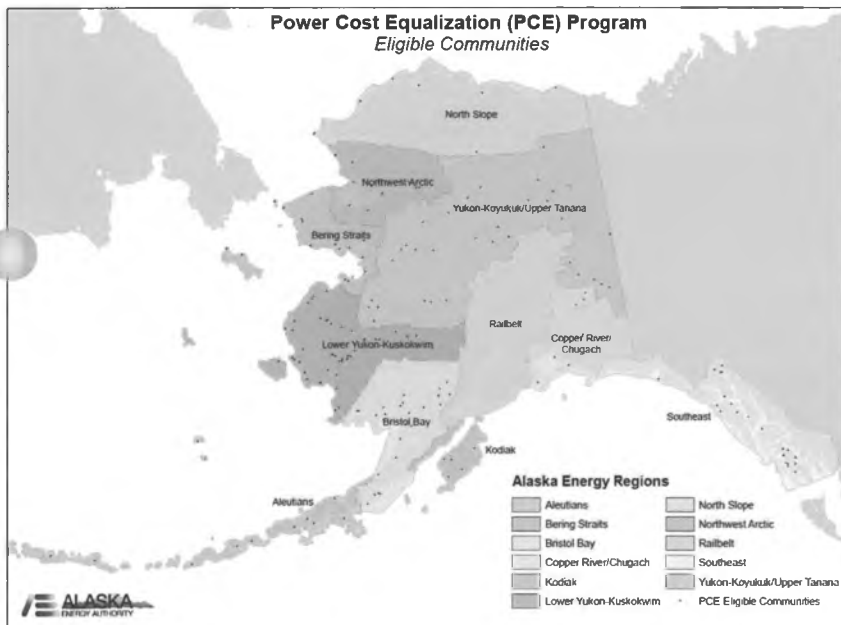 Power Cost Equalization (PCE) Program
Eligible Communities
North Slope
Northwest Arctic
Yukon-Koyukuk/Upper Tanana
Bering Straits
Railbelt
Copper River/
Chugach
Lower Yukon-Kuskokwim
Southeast
Bristol Bay
Kodiak
Aleutians
Alaska Energy Regions
Aleutians
Bering Straits
Bristol Bay
Copper River/Chugach
Kodiak
Lower Yukon-Kuskokwim
North Slope
Northwest Arctic
Railbelt
Southeast
Yukon-Koyukuk/Upper Tanana
PCE Eligible Communities
ALASKA
ENERGY AUTHORITY